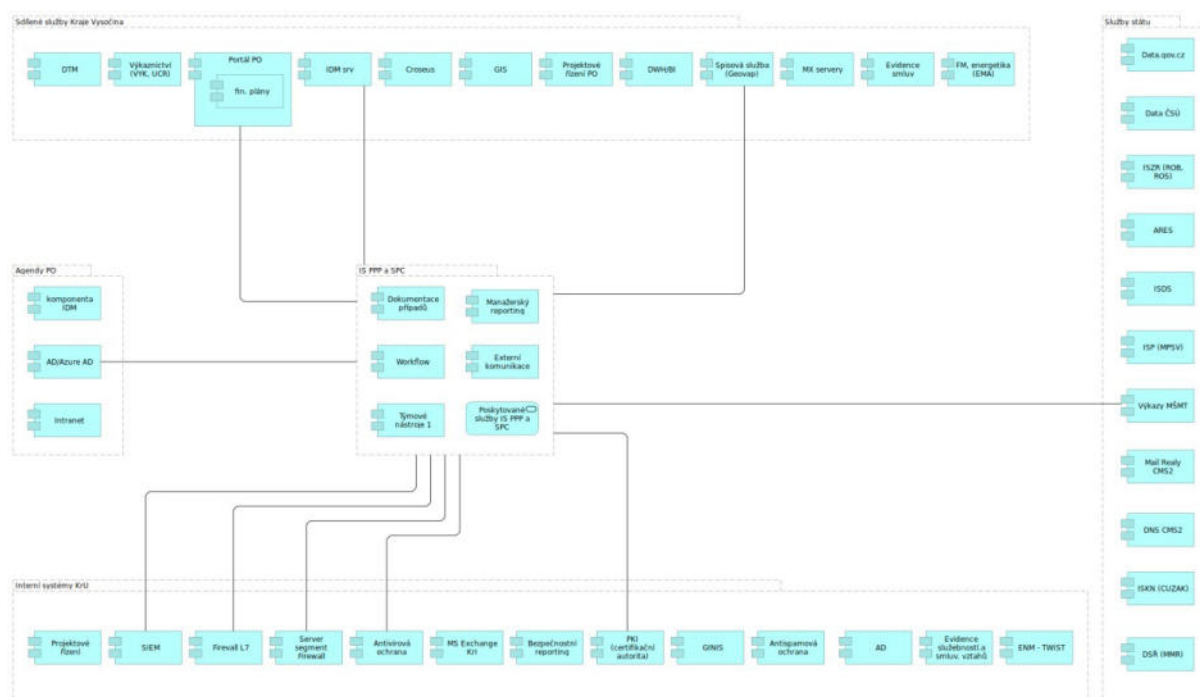 Sdílené služby Kraje Vysočina
DTM
Výkaznictví
(VYK, UCR)
Portál PO
fin. plány
IDM srv
Croseus
GIS
Projektové
řízení PO
DWH/BI
Spisová služba
(Geovap)
MX servery
Evidence
smluv
FM, energetika
(EMA)
Služby státu
Data.gov.cz
Data ČSÚ
ISZR (ROB,
ROS)
ARES
ISDS
ISP (MPSV)
Výkazy MŠMT
Mail Realy
CMS2
DNS CMS2
ISKN (CUZAK)
DSŘ (MMR)
Agendy PO
komponenta
IDM
AD/Azure AD
Intranet
IS PPP a SPC
Dokumentace
případů
Manažerský
reporting
Workflow
Externí
komunikace
Týmové
nástroje 1
Poskytované
služby IS PPP a
SPC
Interní systémy KrU
Projektové
řízení
SIEM
Firevall L7
Server
segment
Firewall
Antivirová
ochrana
MS Exchange
KrI
Bezpečnostní
reporting
PKI
(certifikační
autorita)
GINIS
Antispamová
ochrana
AD
Evidence
služebností a
smluv. vztahů
ENM - TWIST